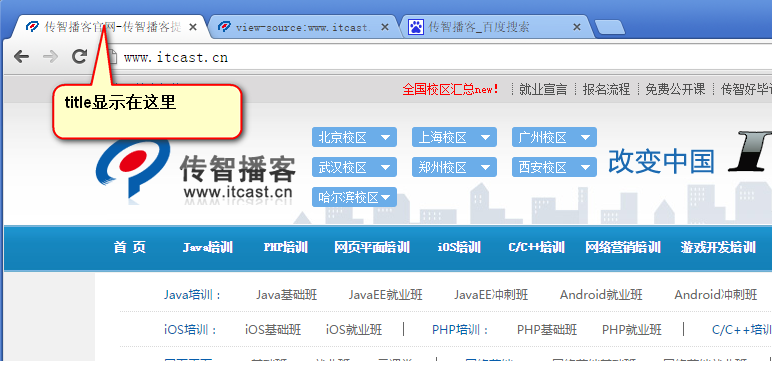 传智播客官网-传智播客提
view-source:www.itcast.
传智播客_百度搜索
www.itcast.cn
title显示在这里
全国校区汇总new! 就业宣言 报名流程 免费公开课 传智好毕
传智播客
www.itcast.cn
北京校区 上海校区 广州校区
武汉校区 郑州校区 西安校区
哈尔滨校区
改变中国
首 页 Java培训 PHP培训 网页平面培训 iOS培训 C/C++培训 网络营销培训 游戏开发培训
Java培训： Java基础班 JavaEE就业班 JavaEE冲刺班 Android就业班 Android冲刺班
iOS培训： iOS基础班 iOS就业班 PHP培训： PHP基础班 PHP就业班 C/C++培训